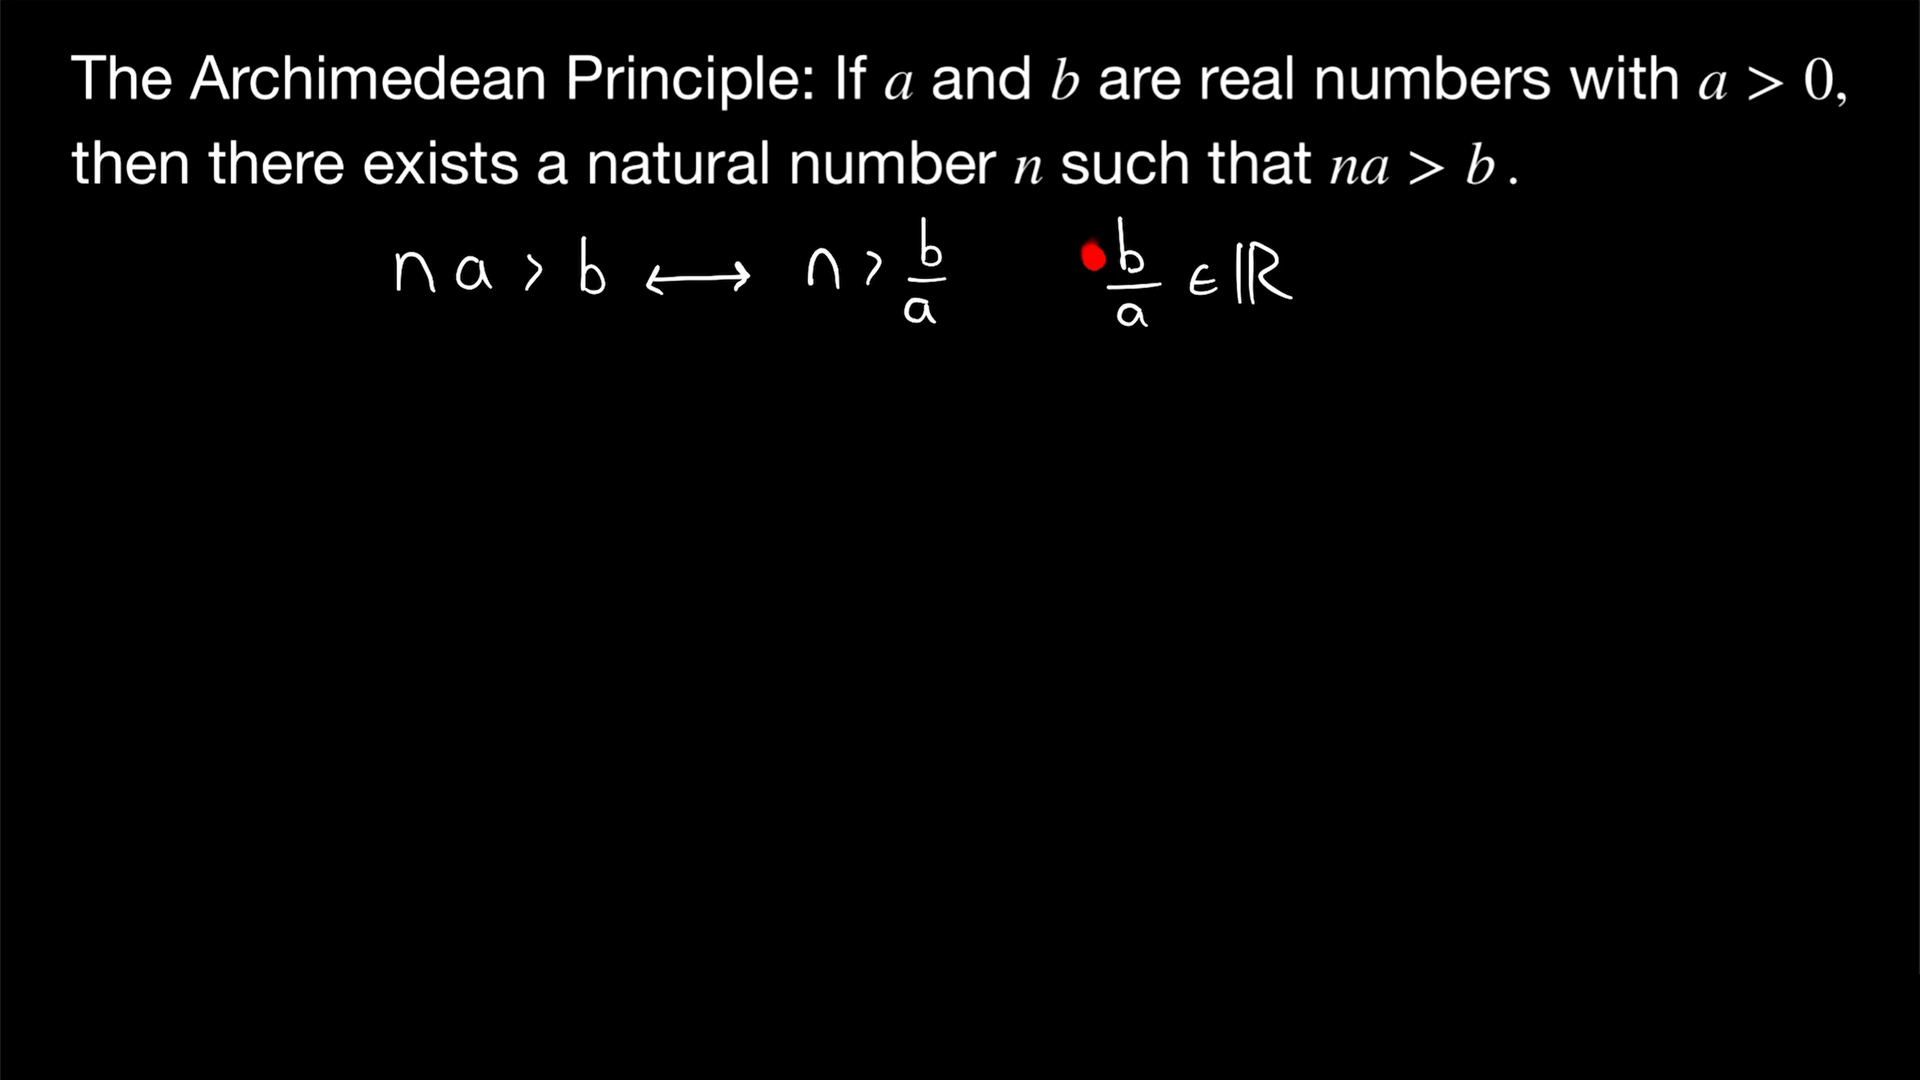 The Archimedean Principle: If a and b are real numbers with a > 0,
then there exists a natural number n such that na > b .
na > b ⟷ n > b/a    b/a ∈ ℝ